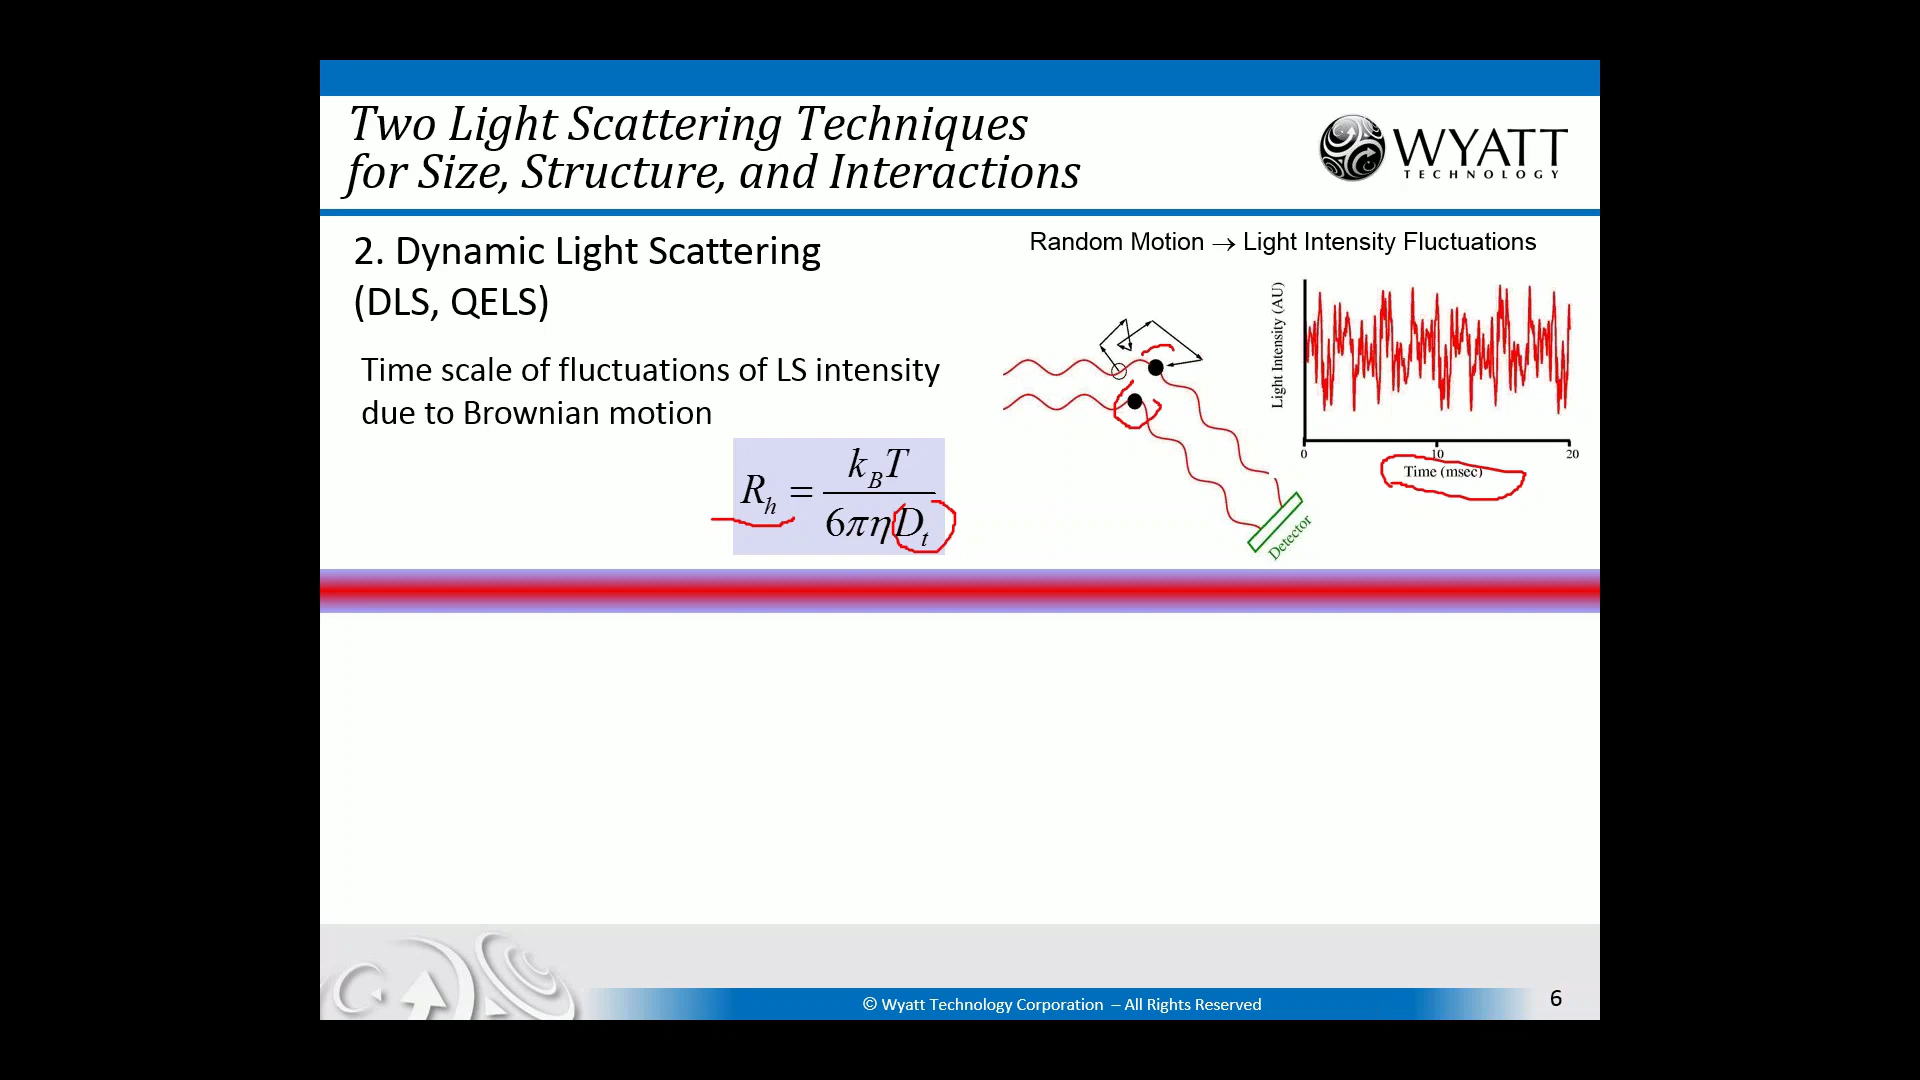 Two Light Scattering Techniques
for Size, Structure, and Interactions
WYATT
TECHNOLOGY
2. Dynamic Light Scattering
(DLS, QELS)
Time scale of fluctuations of LS intensity
due to Brownian motion
R_h = k_B T / 6πηD_t
Random Motion → Light Intensity Fluctuations
Light Intensity (AU)
0 10 20
Time (msec)
Detector
© Wyatt Technology Corporation – All Rights Reserved
6